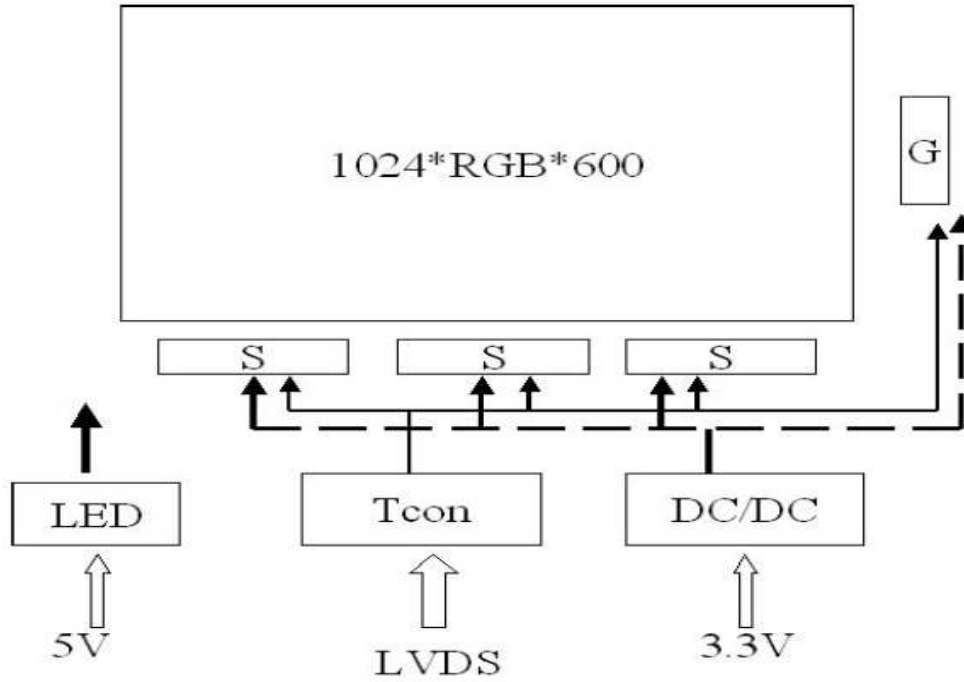 1024*RGB*600
G
S
S
S
LED
Tcon
DC/DC
5V
LVDS
3.3V